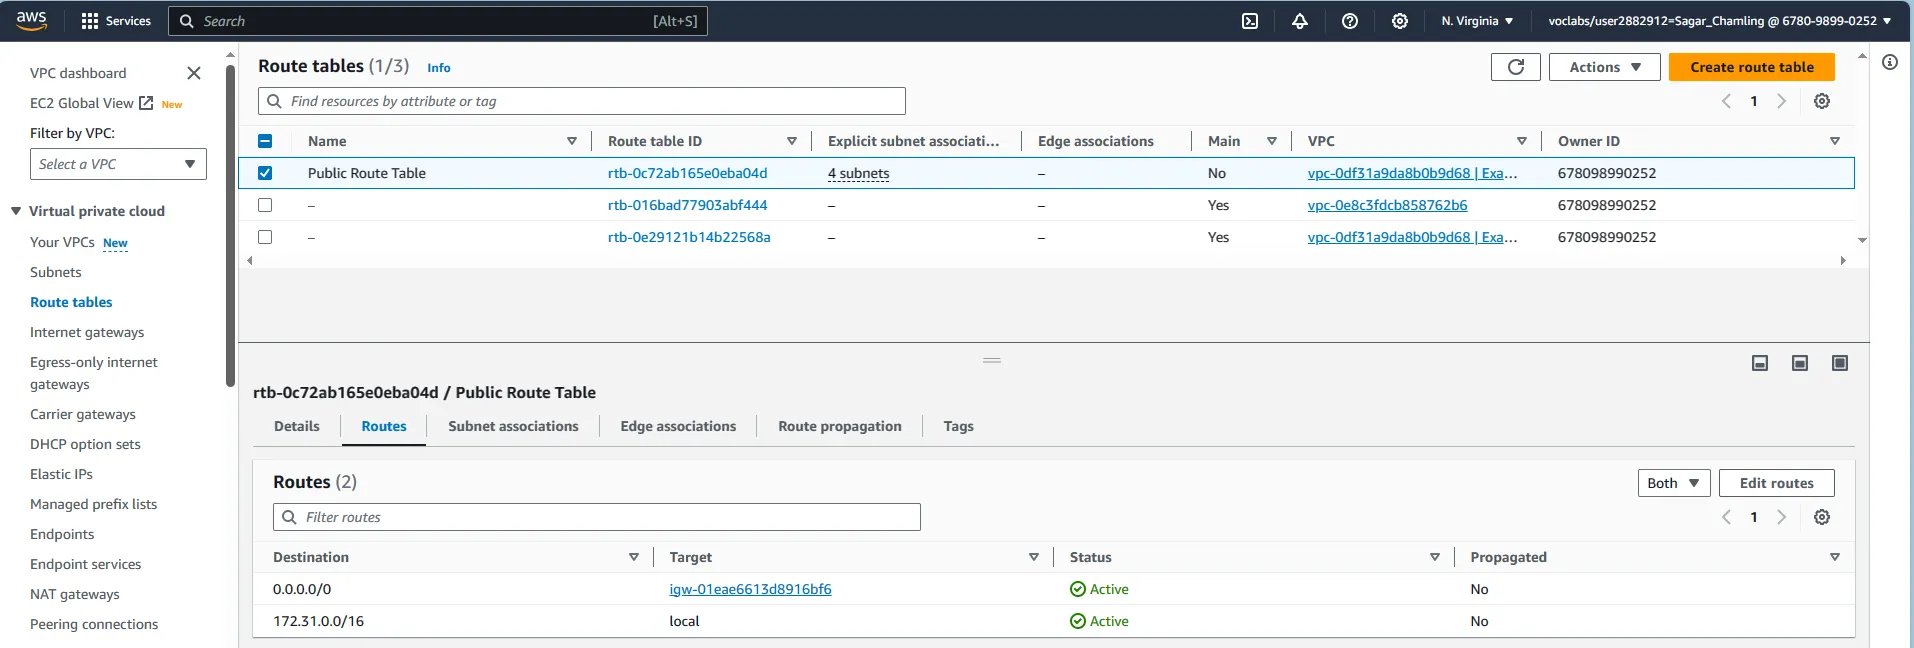 aws Services Search [Alt+S] N. Virginia voclabs/user2882912=Sagar_Chamling @ 6780-9899-0252
VPC dashboard
EC2 Global View New
Filter by VPC:
Select a VPC
Virtual private cloud
Your VPCs New
Subnets
Route tables
Internet gateways
Egress-only internet
gateways
Carrier gateways
DHCP option sets
Elastic IPs
Managed prefix lists
Endpoints
Endpoint services
NAT gateways
Peering connections
Route tables (1/3) Info
Actions Create route table
Find resources by attribute or tag
1
Name Route table ID Explicit subnet associati... Edge associations Main VPC Owner ID
Public Route Table rtb-0c72ab165e0eba04d 4 subnets – No vpc-0df31a9da8b0b9d68 | Exa... 678098990252
– rtb-016bad77903abf444 – – Yes vpc-0e8c3fdcb858762b6 678098990252
– rtb-0e29121b14b22568a – – Yes vpc-0df31a9da8b0b9d68 | Exa... 678098990252
rtb-0c72ab165e0eba04d / Public Route Table
Details Routes Subnet associations Edge associations Route propagation Tags
Routes (2)
Both Edit routes
Filter routes
1
Destination Target Status Propagated
0.0.0.0/0 igw-01eae6613d8916bf6 Active No
172.31.0.0/16 local Active No